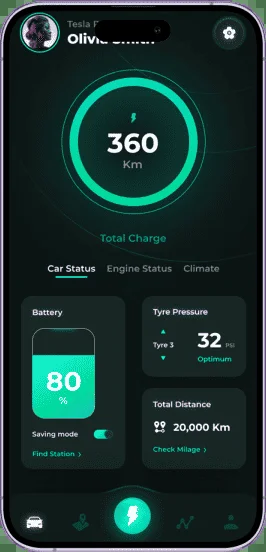 Tesla
Olivia Smith
360
Km
Total Charge
Car Status
Engine Status
Climate
Battery
80
%
Saving mode
Find Station >
Tyre Pressure
Tyre 3
32 PSI
Optimum
Total Distance
20,000 Km
Check Milage >